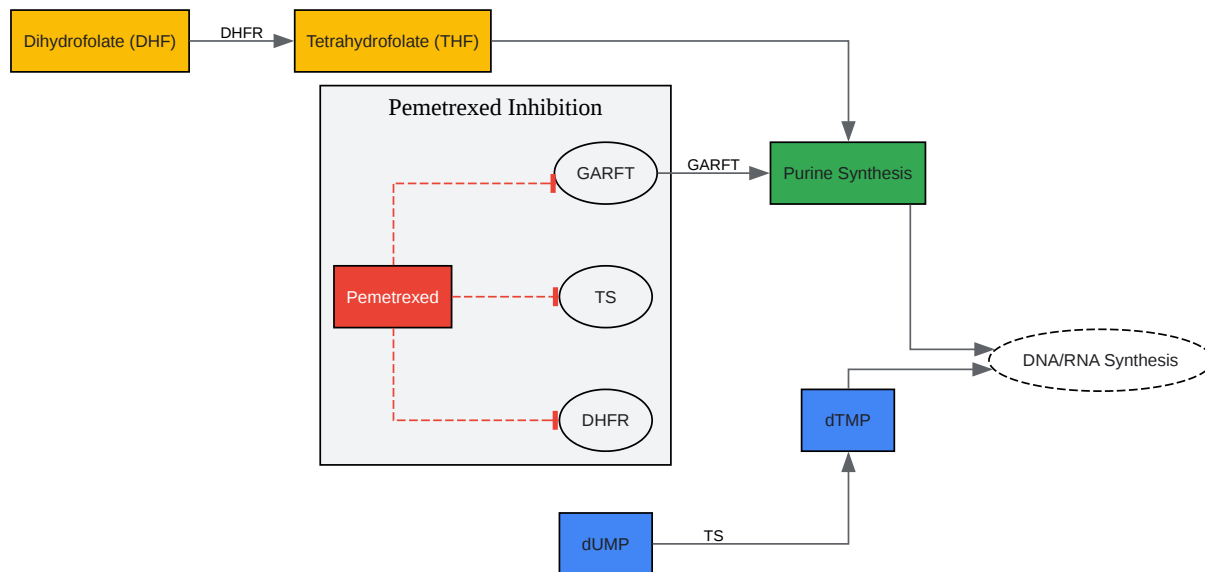 Dihydrofolate (DHF)
DHFR
Tetrahydrofolate (THF)
Pemetrexed Inhibition
GARFT
GARFT
Purine Synthesis
Pemetrexed
TS
DNA/RNA Synthesis
DHFR
dTMP
dUMP
TS